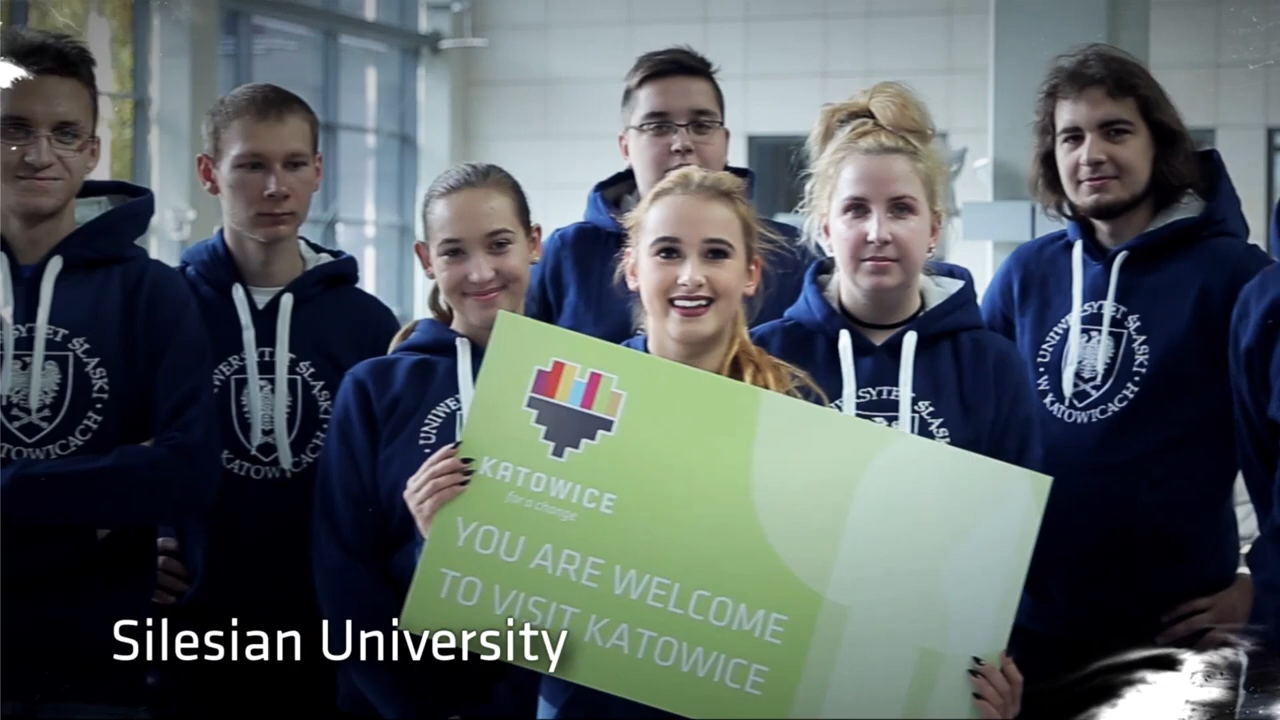 UNIWERSYTET ŚLĄSKI
W KATOWICACH
KATOWICE
for a change
YOU ARE WELCOME
TO VISIT KATOWICE
Silesian University